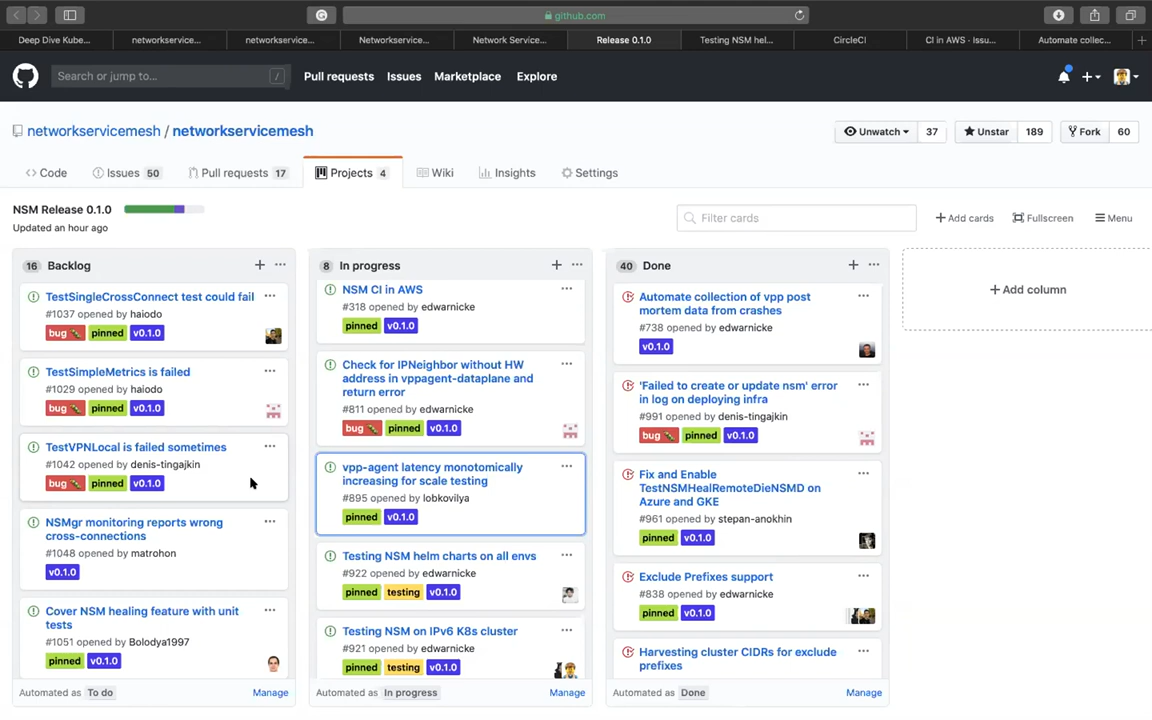 github.com
Deep Dive Kube...
networkservice...
networkservice...
Networkservice...
Network Service...
Release 0.1.0
Testing NSM hel...
CircleCI
CI in AWS · Issu...
Automate collec...
Search or jump to...
/
Pull requests
Issues
Marketplace
Explore
networkservicemesh / networkservicemesh
Unwatch
37
Unstar
189
Fork
60
Code
Issues 50
Pull requests 17
Projects 4
Wiki
Insights
Settings
NSM Release 0.1.0
Updated an hour ago
Filter cards
Add cards
Fullscreen
Menu
16 Backlog
TestSingleCrossConnect test could fail
#1037 opened by haiodo
bug pinned v0.1.0
TestSimpleMetrics is failed
#1029 opened by haiodo
bug pinned v0.1.0
TestVPNLocal is failed sometimes
#1042 opened by denis-tingajkin
bug pinned v0.1.0
NSMgr monitoring reports wrong
cross-connections
#1048 opened by matrohon
v0.1.0
Cover NSM healing feature with unit
tests
#1051 opened by Bolodya1997
pinned v0.1.0
Automated as To do
Manage
8 In progress
NSM CI in AWS
#318 opened by edwarnicke
pinned v0.1.0
Check for IPNeighbor without HW
address in vppagent-dataplane and
return error
#811 opened by edwarnicke
bug pinned v0.1.0
vpp-agent latency monotomically
increasing for scale testing
#895 opened by lobkovilya
pinned v0.1.0
Testing NSM helm charts on all envs
#922 opened by edwarnicke
pinned testing v0.1.0
Testing NSM on IPv6 K8s cluster
#921 opened by edwarnicke
pinned testing v0.1.0
Automated as In progress
Manage
40 Done
Automate collection of vpp post
mortem data from crashes
#738 opened by edwarnicke
v0.1.0
'Failed to create or update nsm' error
in log on deploying infra
#991 opened by denis-tingajkin
bug pinned v0.1.0
Fix and Enable
TestNSMHealRemoteDieNSMD on
Azure and GKE
#961 opened by stepan-anokhin
pinned v0.1.0
Exclude Prefixes support
#838 opened by edwarnicke
pinned v0.1.0
Harvesting cluster CIDRs for exclude
prefixes
Automated as Done
Manage
Add column